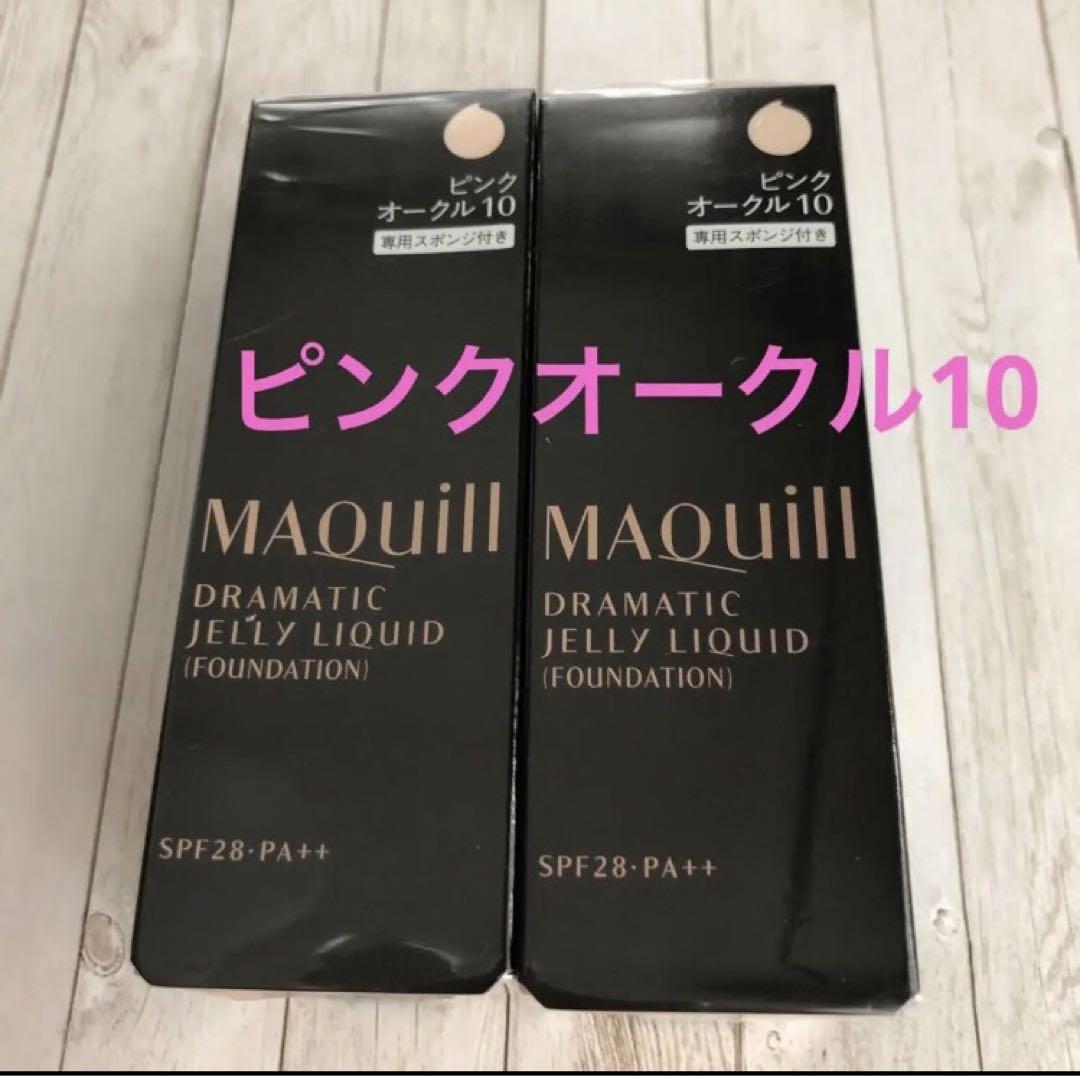 ピンク
オークル10
専用スポンジ付き
MAQuill
DRAMATIC
JELLY LIQUID
(FOUNDATION)
SPF28・PA++
ピンク
オークル10
専用スポンジ付き
MAQuill
DRAMATIC
JELLY LIQUID
(FOUNDATION)
SPF28・PA++
ピンクオークル10